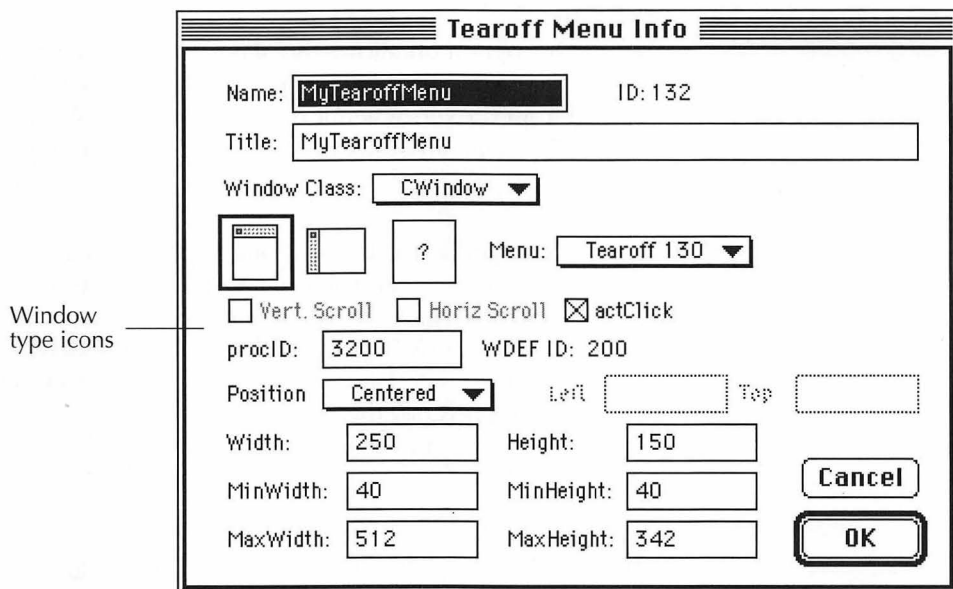 Tearoff Menu Info
Name: MyTearoffMenu ID: 132
Title: MyTearoffMenu
Window Class: CWindow
? Menu: Tearoff 130
Vert. Scroll Horiz Scroll actClick
Window
type icons
procID: 3200 WDEF ID: 200
Position Centered Left Top
Width: 250 Height: 150
MinWidth: 40 MinHeight: 40
Cancel
MaxWidth: 512 MaxHeight: 342
OK